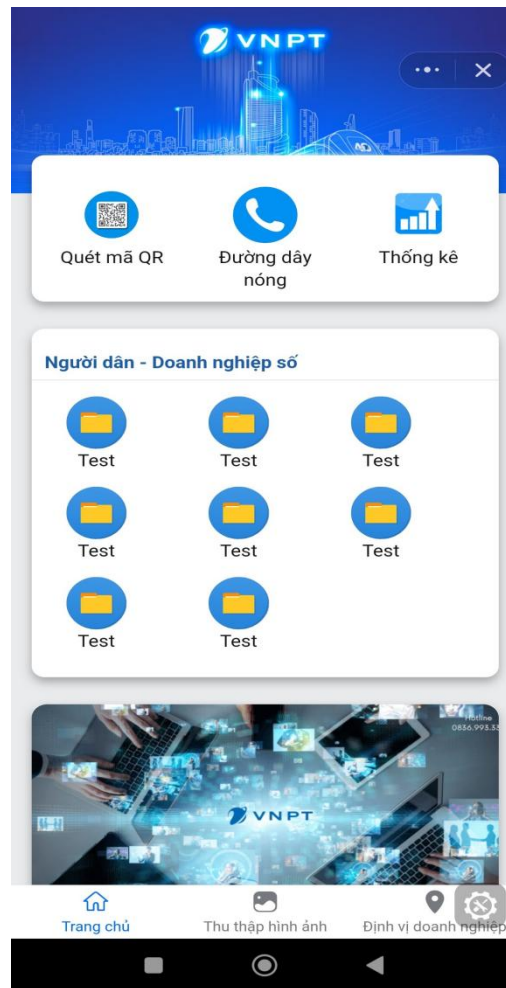 VNPT
Quét mã QR
Đường dây
nóng
Thống kê
Người dân - Doanh nghiệp số
Test
Test
Test
Test
Test
Test
Test
Test
Hotline
VNPT
Trang chủ
Thu thập hình ảnh
Định vị doanh nghiệp